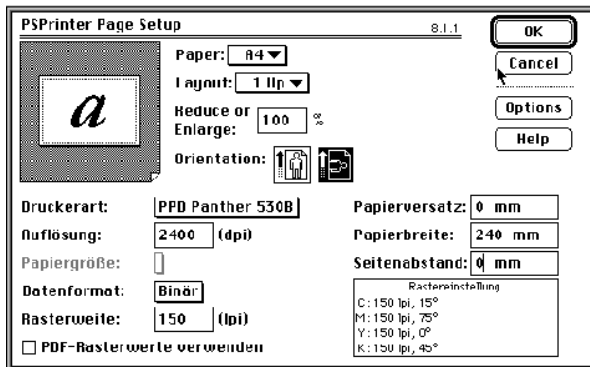 PSPrinter Page Setup 8.1.1 OK
Paper: A4 Cancel
Layout: 1 Up
Reduce or Enlarge: 100 % Options
Orientation: Help
a
Druckerart: PPD Panther 530B Papierversatz: 0 mm
Auflösung: 2400 (dpi) Papierbreite: 240 mm
Papiergröße: Seitenabstand: 0 mm
Datenformat: Binär Rastereinstellung
C: 150 lpi, 15°
Rasterweite: 150 (lpi) M: 150 lpi, 75°
Y: 150 lpi, 0°
PDF-Rasterwerte verwenden K: 150 lpi, 45°